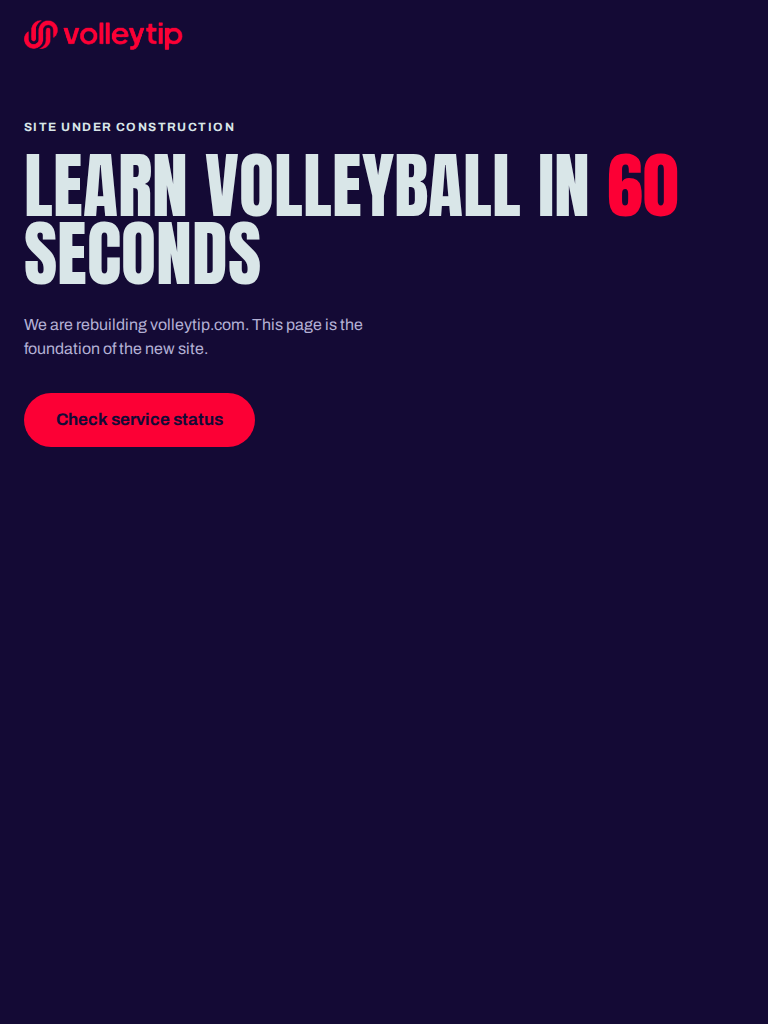 volleytip
SITE UNDER CONSTRUCTION
LEARN VOLLEYBALL IN 60
SECONDS
We are rebuilding volleytip.com. This page is the
foundation of the new site.
Check service status